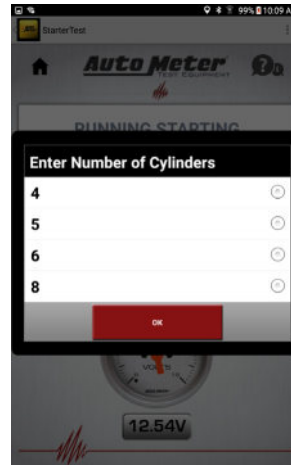 99% 10:09 A
StarterTest
Auto Meter
TEST EQUIPMENT
RUNNING STARTING
Enter Number of Cylinders
4
5
6
8
OK
VOLTS
12.54V